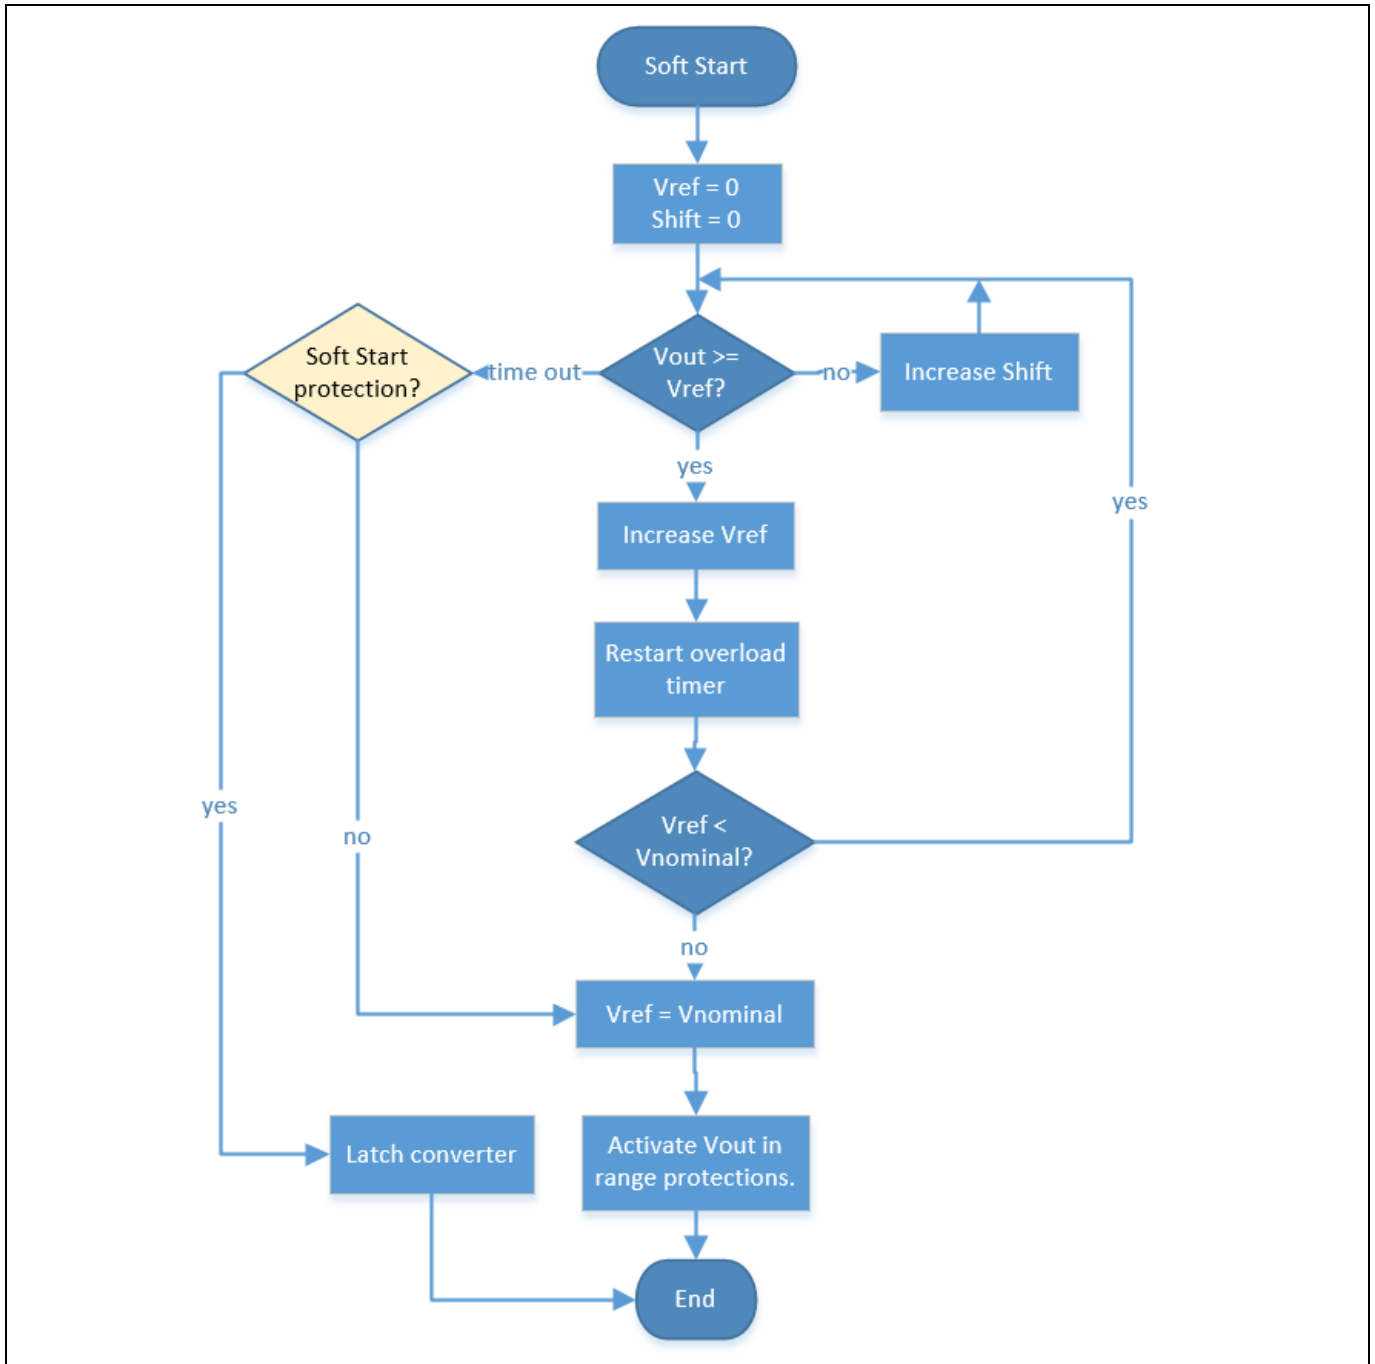 Soft Start
Vref = 0
Shift = 0
Soft Start
protection?
time out
Vout >=
Vref?
no
Increase Shift
yes
Increase Vref
yes
Restart overload
timer
yes
no
Vref <
Vnominal?
no
Vref = Vnominal
Latch converter
Activate Vout in
range protections.
End